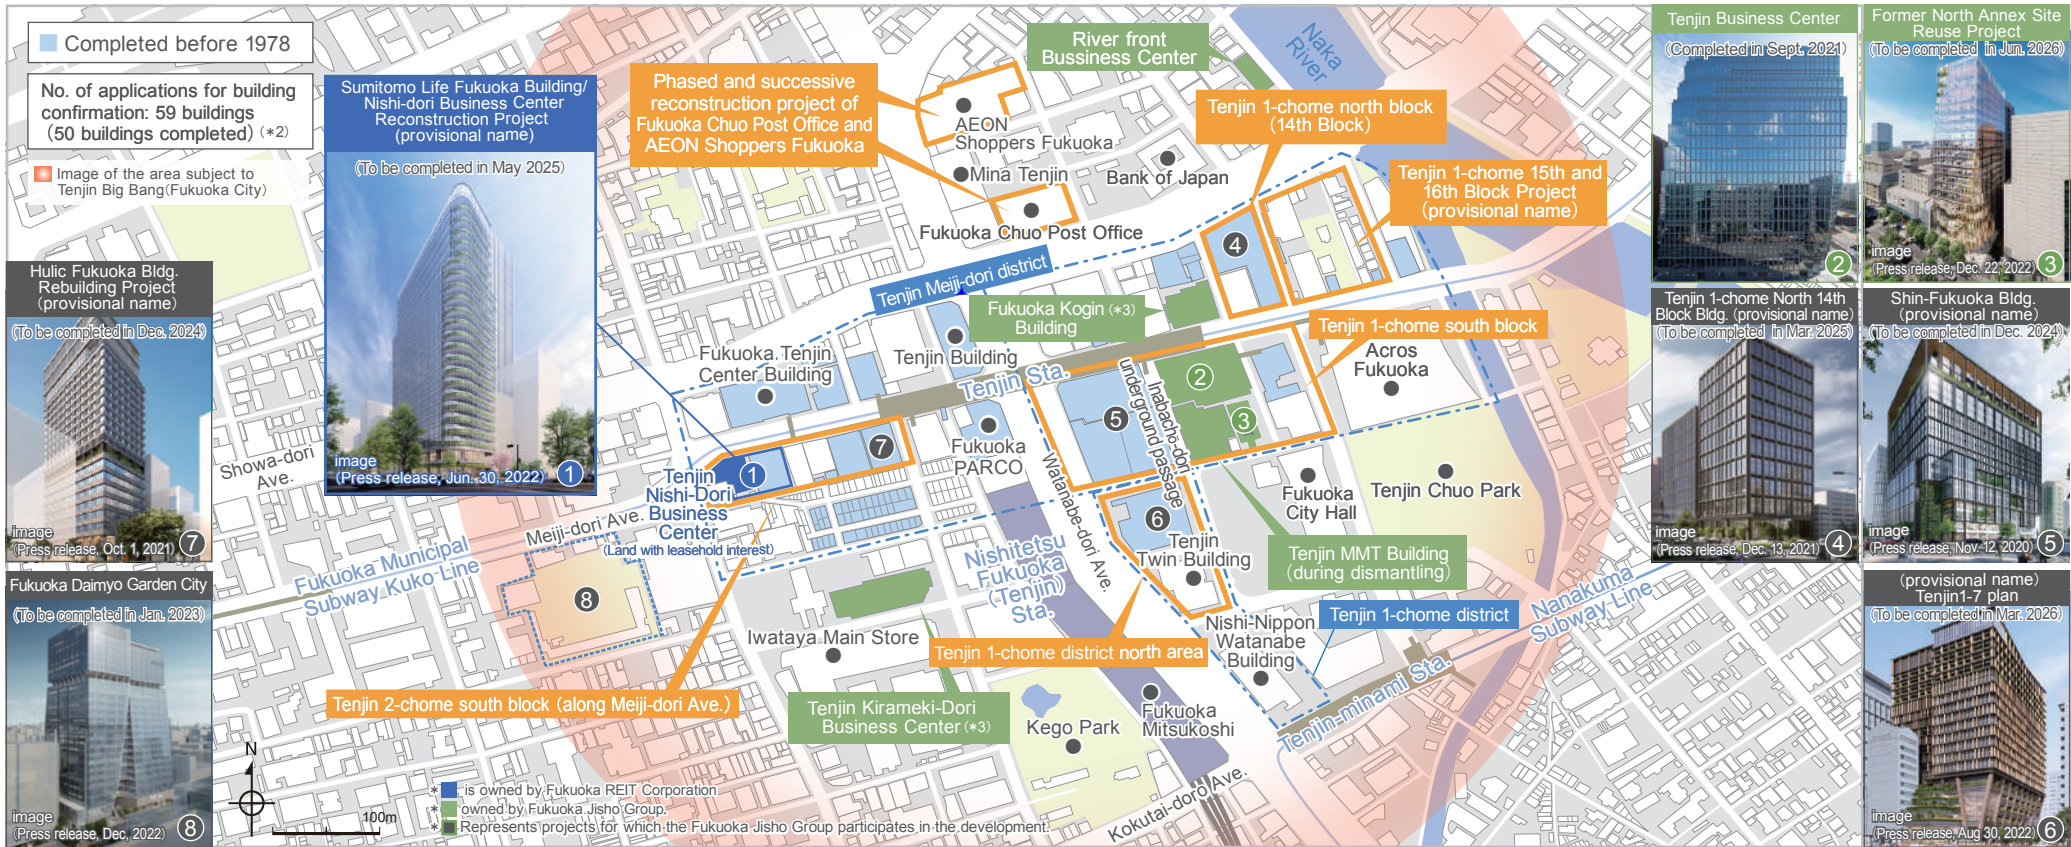 Completed before 1978
No. of applications for building
confirmation: 59 buildings
(50 buildings completed) (*2)
Image of the area subject to
Tenjin Big Bang(Fukuoka City)
Sumitomo Life Fukuoka Building/
Nishi-dori Business Center
Reconstruction Project
(provisional name)
(To be completed in May 2025)
image
(Press release, Jun. 30, 2022)
1
Hulic Fukuoka Bldg.
Rebuilding Project
(provisional name)
(To be completed in Dec. 2024)
image
(Press release, Oct. 1, 2021)
7
Fukuoka Daimyo Garden City
(To be completed in Jan. 2023)
image
(Press release, Dec, 2022)
8
Phased and successive
reconstruction project of
Fukuoka Chuo Post Office and
AEON Shoppers Fukuoka
River front
Bussiness Center
Naka
River
Tenjin 1-chome north block
(14th Block)
Tenjin 1-chome 15th and
16th Block Project
(provisional name)
AEON
Shoppers Fukuoka
Mina Tenjin
Bank of Japan
Fukuoka Chuo Post Office
Tenjin Meiji-dori district
4
Fukuoka Kogin (*3)
Building
Tenjin 1-chome south block
Fukuoka Tenjin
Center Building
Tenjin Building
Tenjin Sta.
Acros
Fukuoka
Inabacho-dori
underground passage
2
3
5
7
1
Fukuoka
PARCO
Showa-dori
Ave.
Watanabe-dori Ave.
Tenjin
Nishi-Dori
Business
Center
(Land with leasehold interest)
Meiji-dori Ave.
Fukuoka
City Hall
Tenjin Chuo Park
6
Tenjin
Twin Building
Tenjin MMT Building
(during dismantling)
Fukuoka Municipal
Subway Kuko Line
8
Nishitetsu
Fukuoka
(Tenjin)
Sta.
Nanakuma
Subway Line
Tenjin 1-chome district
Iwataya Main Store
Tenjin 1-chome district north area
Nishi-Nippon
Watanabe
Building
Tenjin 2-chome south block (along Meiji-dori Ave.)
Tenjin Kirameki-Dori
Business Center (*3)
Kego Park
Fukuoka
Mitsukoshi
Tenjin-minami Sta.
Kokutai-doro Ave.
N
100m
* is owned by Fukuoka REIT Corporation
* owned by Fukuoka Jisho Group.
* Represents projects for which the Fukuoka Jisho Group participates in the development.
Tenjin Business Center
(Completed in Sept. 2021)
2
Former North Annex Site
Reuse Project
(To be completed in Jun. 2026)
image
(Press release, Dec. 22, 2022)
3
Tenjin 1-chome North 14th
Block Bldg. (provisional name)
(To be completed in Mar. 2025)
image
(Press release, Dec. 13, 2021)
4
Shin-Fukuoka Bldg.
(provisional name)
(To be completed in Dec. 2024)
image
(Press release, Nov. 12, 2020)
5
(provisional name)
Tenjin1-7 plan
(To be completed in Mar. 2026)
image
(Press release, Aug 30, 2022)
6